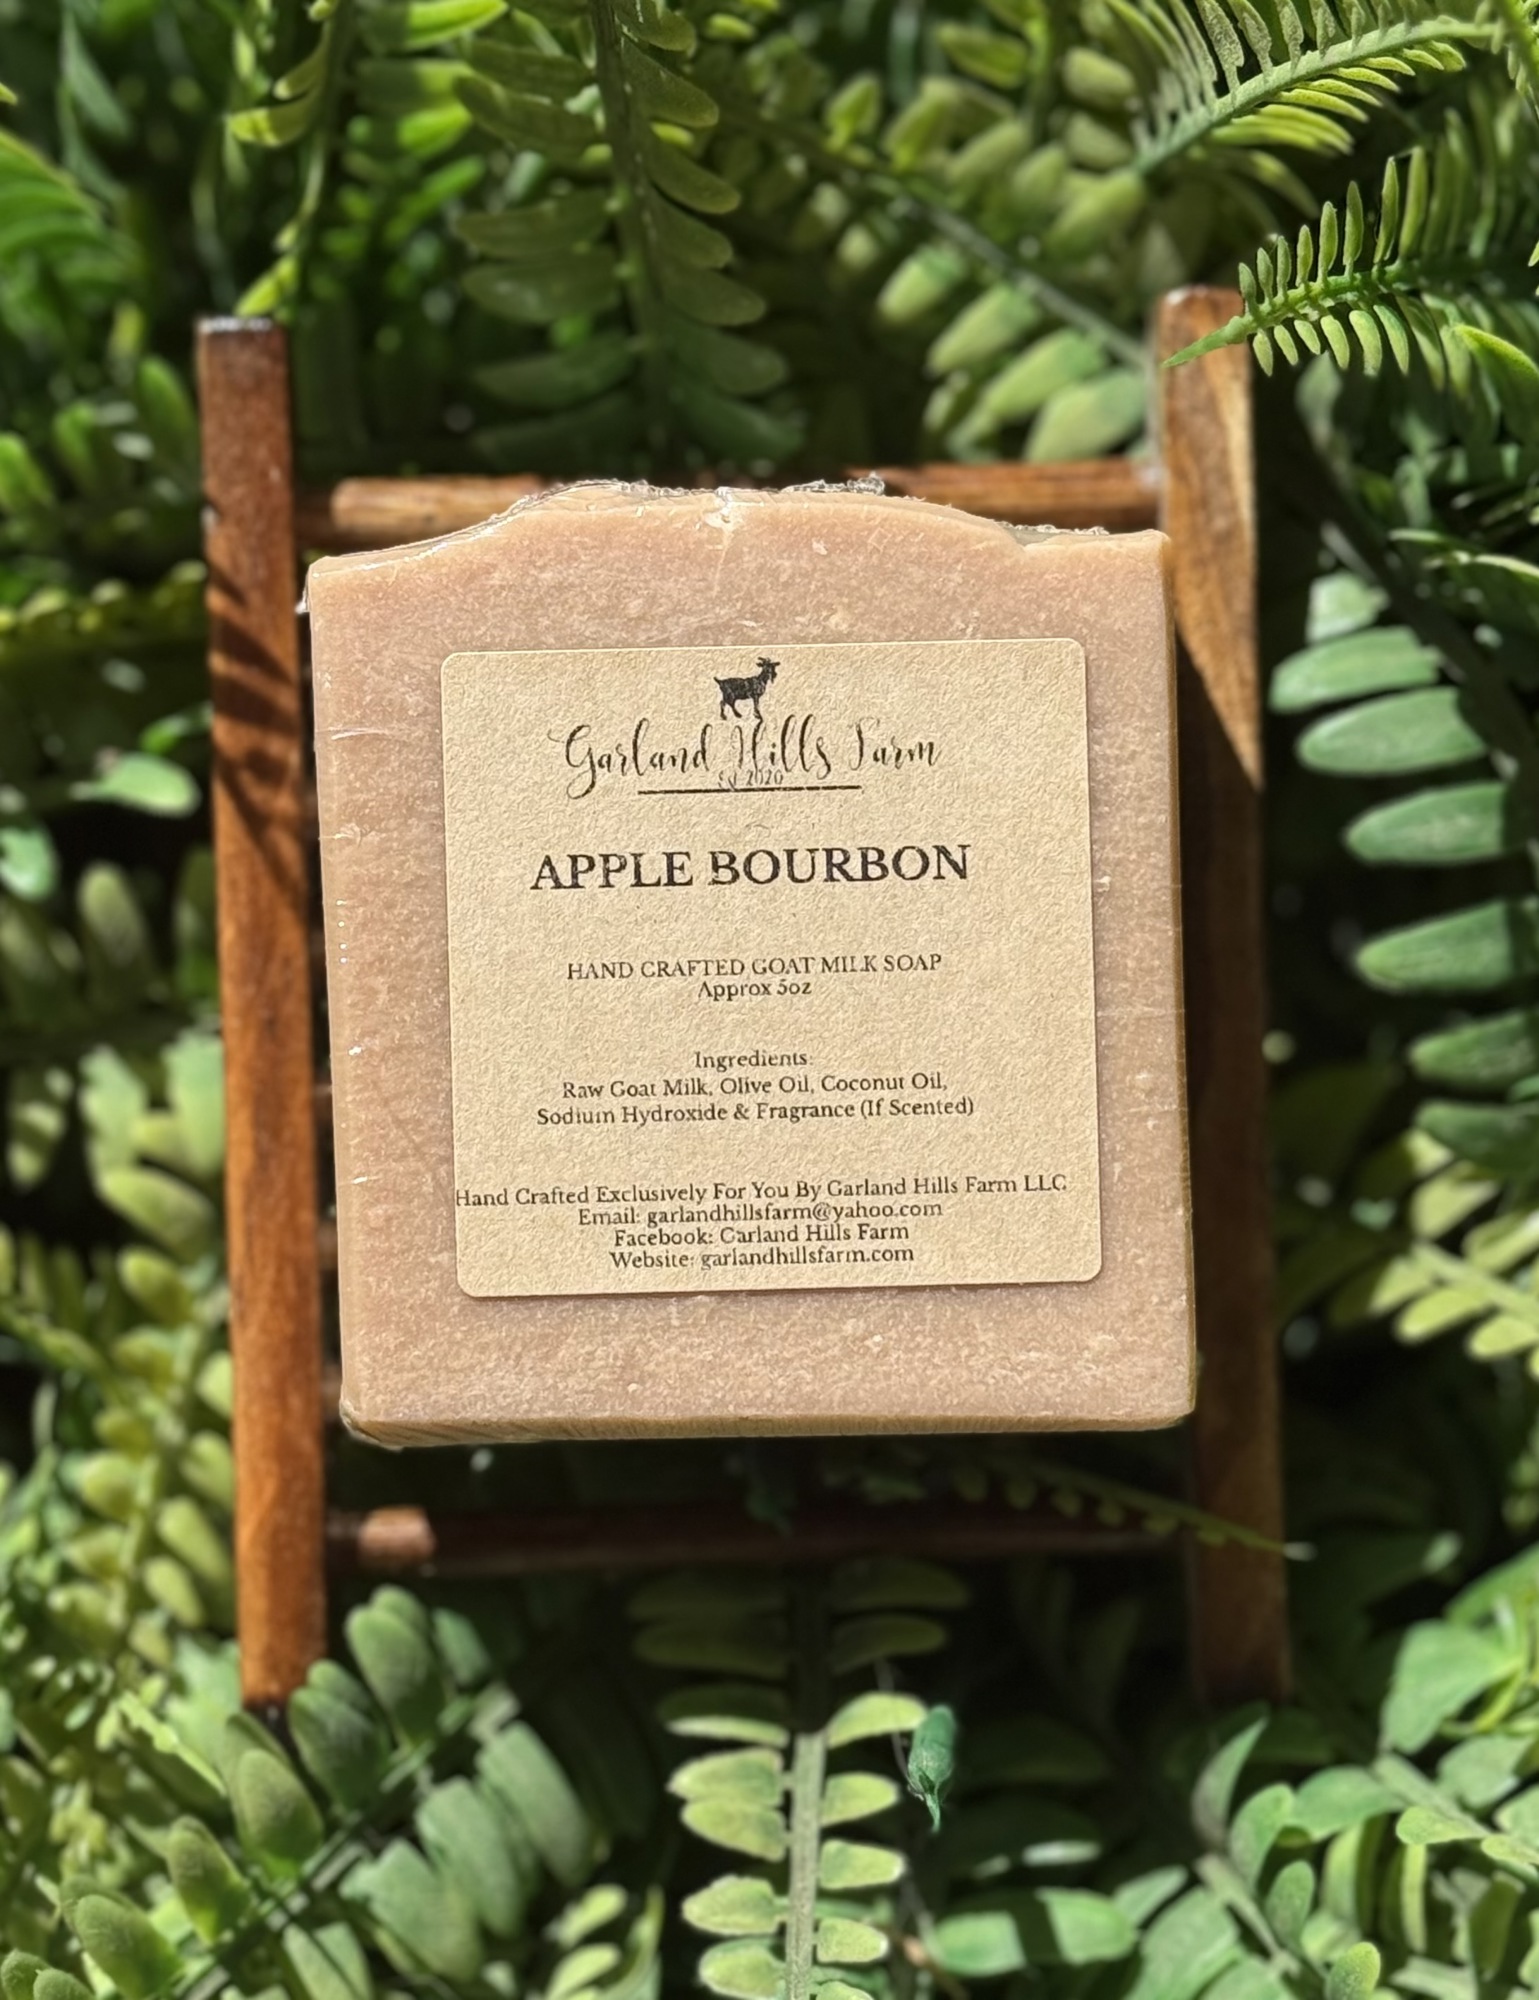 Garland Hills Farm
Est 2020
APPLE BOURBON
HAND CRAFTED GOAT MILK SOAP
Approx 5oz
Ingredients:
Raw Goat Milk, Olive Oil, Coconut Oil,
Sodium Hydroxide & Fragrance (If Scented)
Hand Crafted Exclusively For You By Garland Hills Farm LLC
Email: garlandhillsfarm@yahoo.com
Facebook: Garland Hills Farm
Website: garlandhillsfarm.com